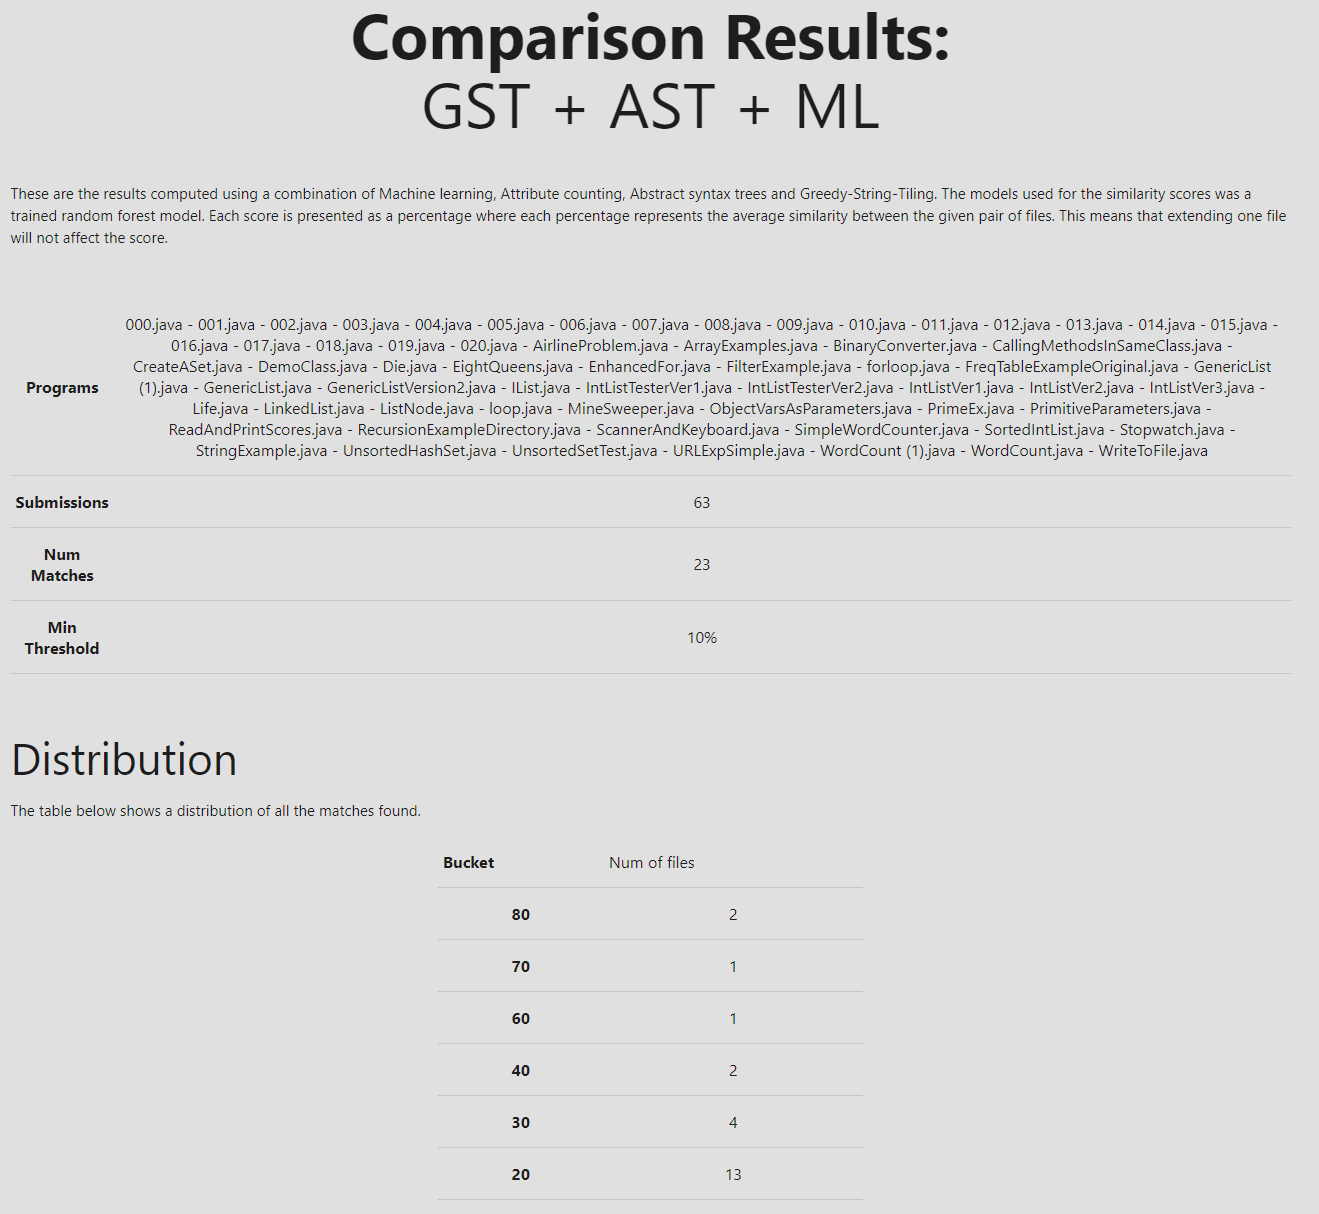 Comparison Results:
GST + AST + ML
These are the results computed using a combination of Machine learning, Attribute counting, Abstract syntax trees and Greedy-String-Tiling. The models used for the similarity scores was a
trained random forest model. Each score is presented as a percentage where each percentage represents the average similarity between the given pair of files. This means that extending one file
will not affect the score.
000.java - 001.java - 002.java - 003.java - 004.java - 005.java - 006.java - 007.java - 008.java - 009.java - 010.java - 011.java - 012.java - 013.java - 014.java - 015.java -
016.java - 017.java - 018.java - 019.java - 020.java - AirlineProblem.java - ArrayExamples.java - BinaryConverter.java - CallingMethodsInSameClass.java -
CreateASet.java - DemoClass.java - Die.java - EightQueens.java - EnhancedFor.java - FilterExample.java - forloop.java - FreqTableExampleOriginal.java - GenericList
Programs (1).java - GenericList.java - GenericListVersion2.java - IList.java - IntListTesterVer1.java - IntListTesterVer2.java - IntListVer1.java - IntListVer2.java - IntListVer3.java -
Life.java - LinkedList.java - ListNode.java - loop.java - MineSweeper.java - ObjectVarsAsParameters.java - PrimeEx.java - PrimitiveParameters.java -
ReadAndPrintScores.java - RecursionExampleDirectory.java - ScannerAndKeyboard.java - SimpleWordCounter.java - SortedIntList.java - Stopwatch.java -
StringExample.java - UnsortedHashSet.java - UnsortedSetTest.java - URLExpSimple.java - WordCount (1).java - WordCount.java - WriteToFile.java
Submissions 63
Num
Matches 23
Min
Threshold 10%
Distribution
The table below shows a distribution of all the matches found.
Bucket Num of files
80 2
70 1
60 1
40 2
30 4
20 13